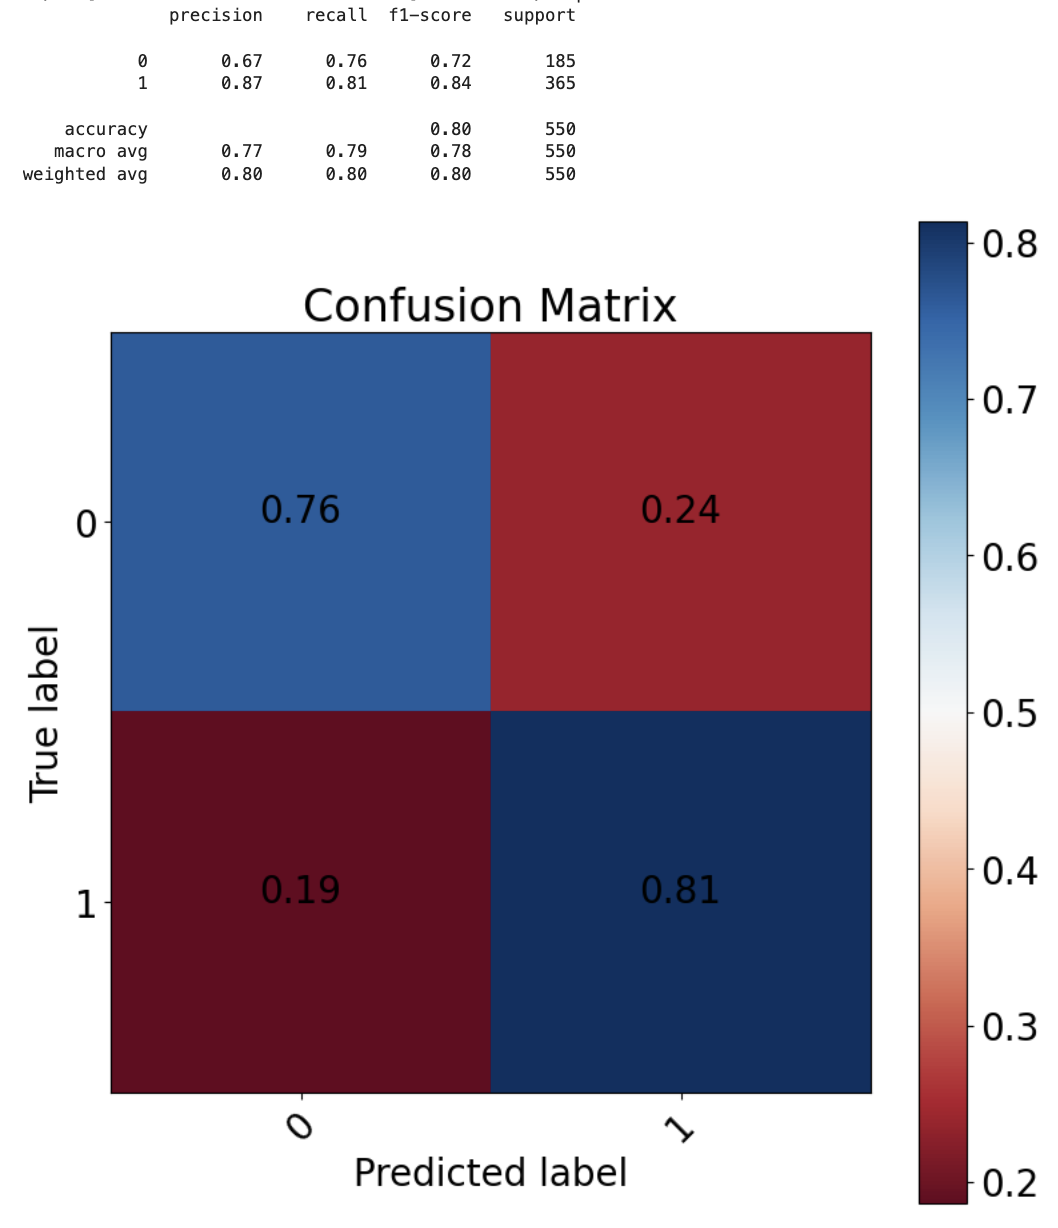 precision recall f1-score support
0 0.67 0.76 0.72 185
1 0.87 0.81 0.84 365
accuracy 0.80 550
macro avg 0.77 0.79 0.78 550
weighted avg 0.80 0.80 0.80 550
Confusion Matrix
0.8
0.7
0.6
0.5
0.4
0.3
0.2
True label
0
0.76 0.24
1
0.19 0.81
0 1
Predicted label